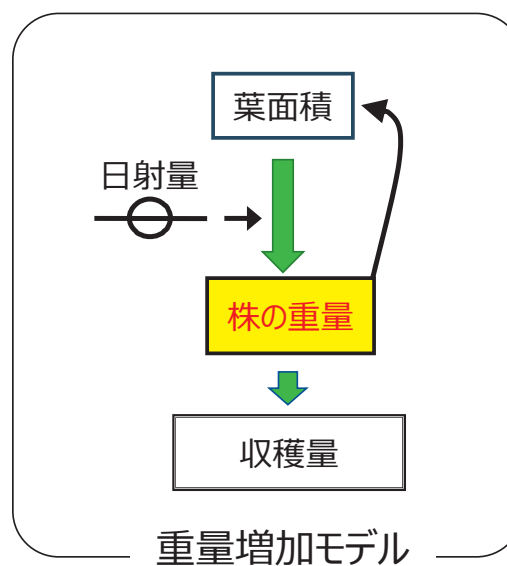 葉面積
日射量
株の重量
収穫量
重量増加モデル